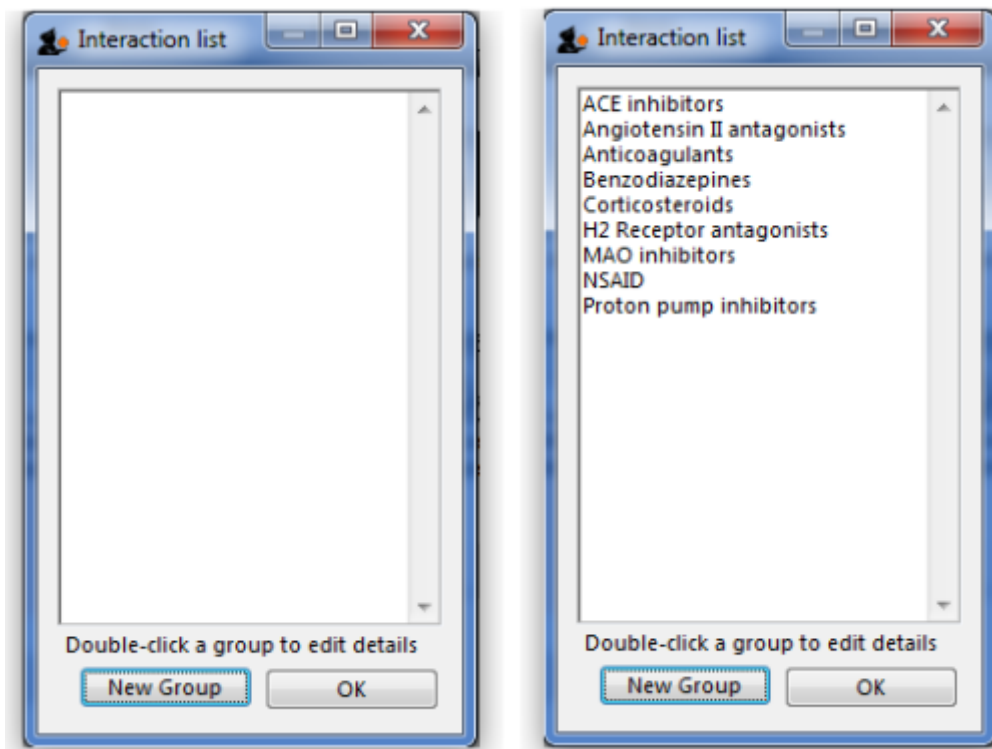 Interaction list
Double-click a group to edit details
New Group
OK
Interaction list
ACE inhibitors
Angiotensin II antagonists
Anticoagulants
Benzodiazepines
Corticosteroids
H2 Receptor antagonists
MAO inhibitors
NSAID
Proton pump inhibitors
Double-click a group to edit details
New Group
OK